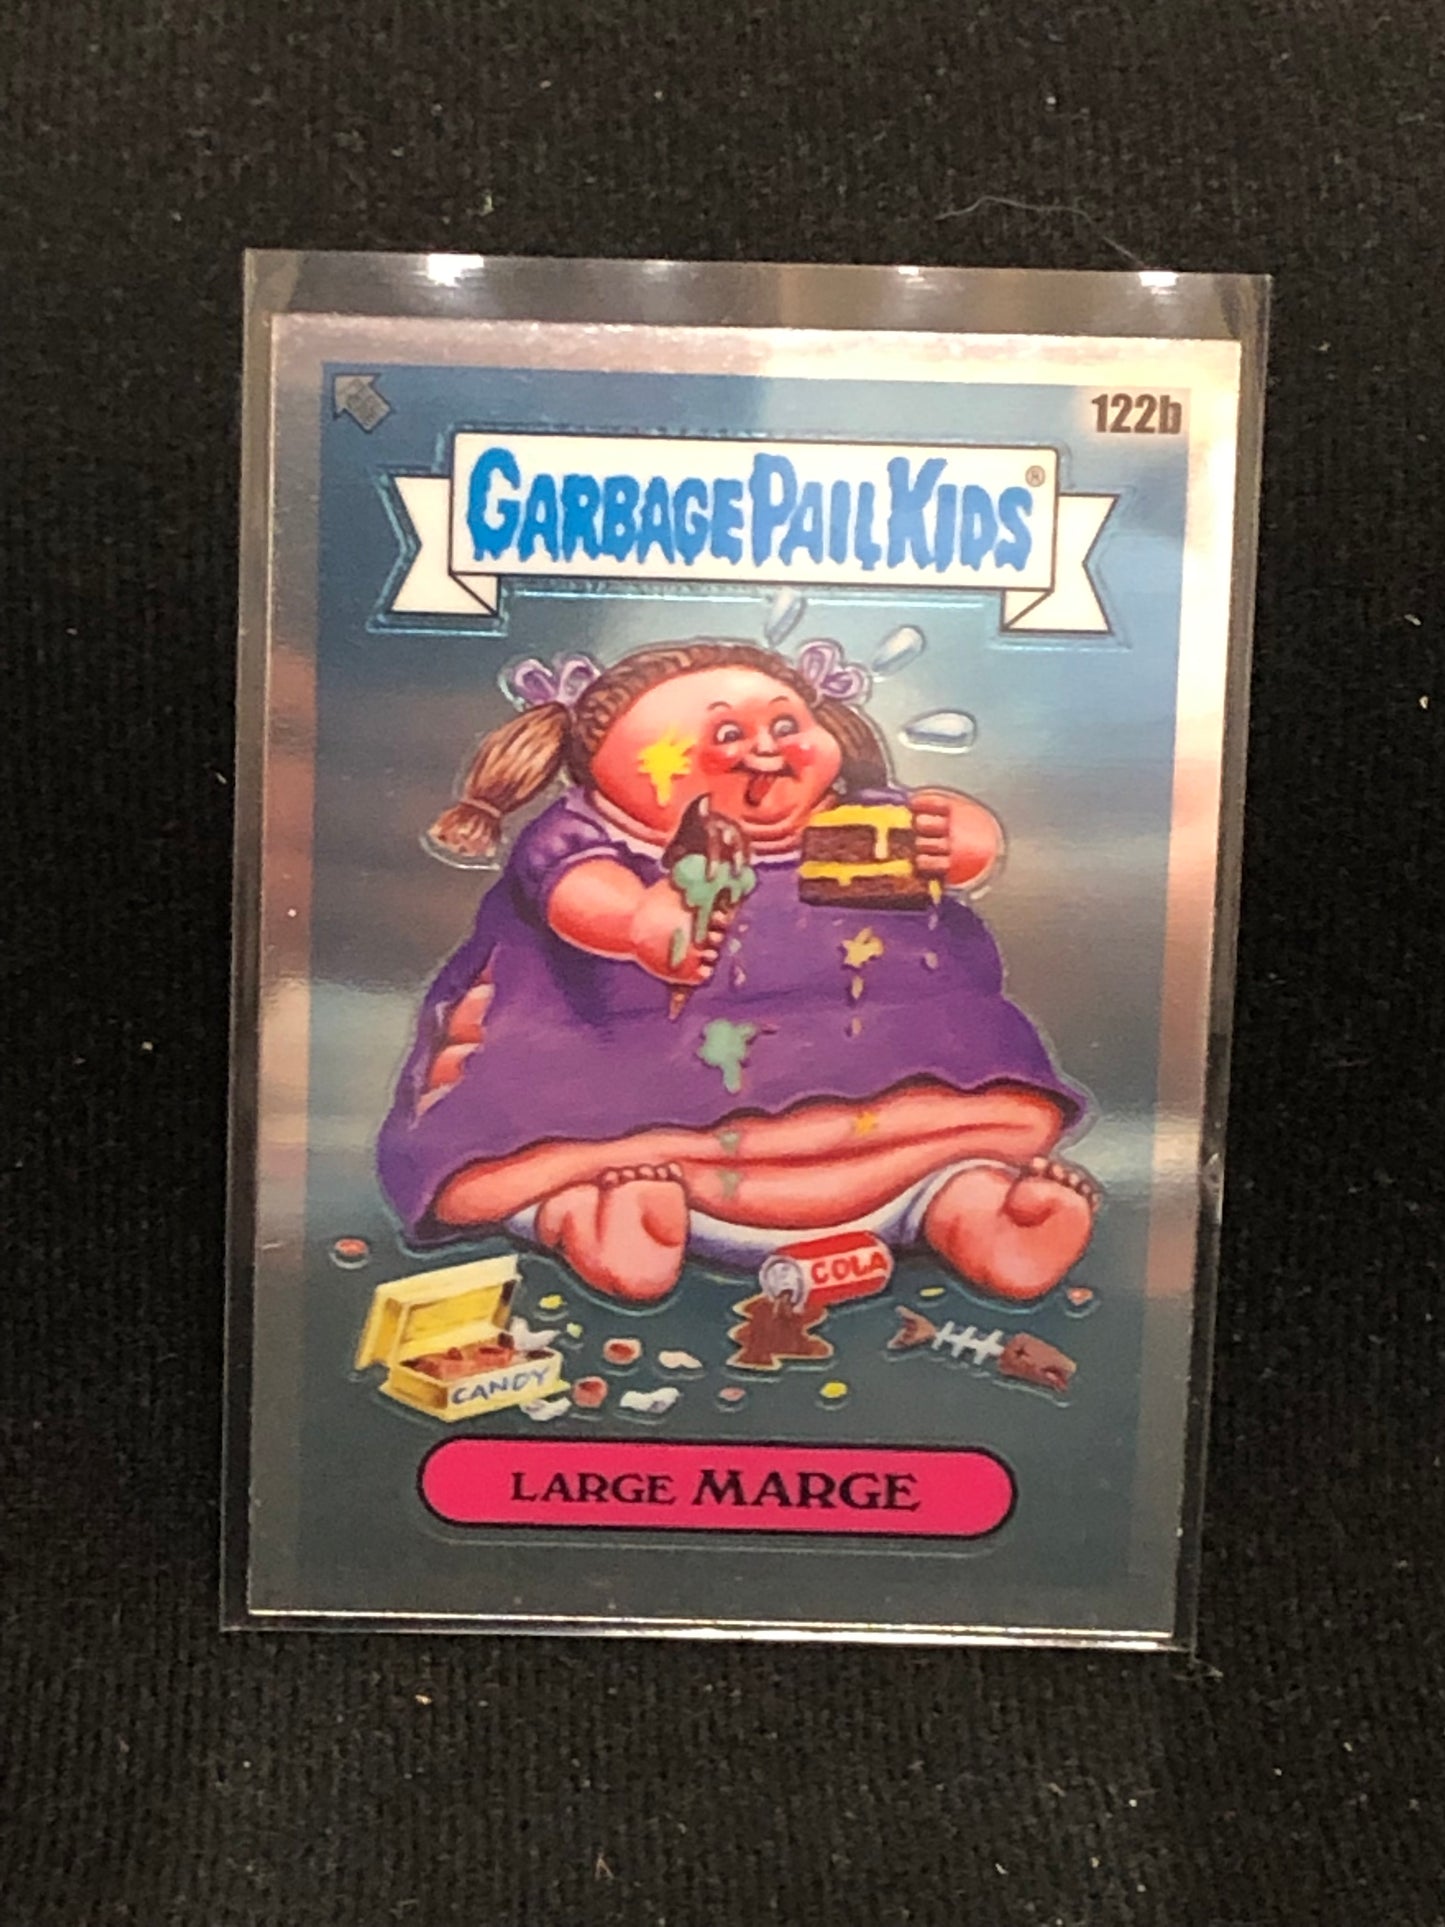 122b
GARBAGE PAIL KIDS®
COLA
CANDY
LARGE MARGE